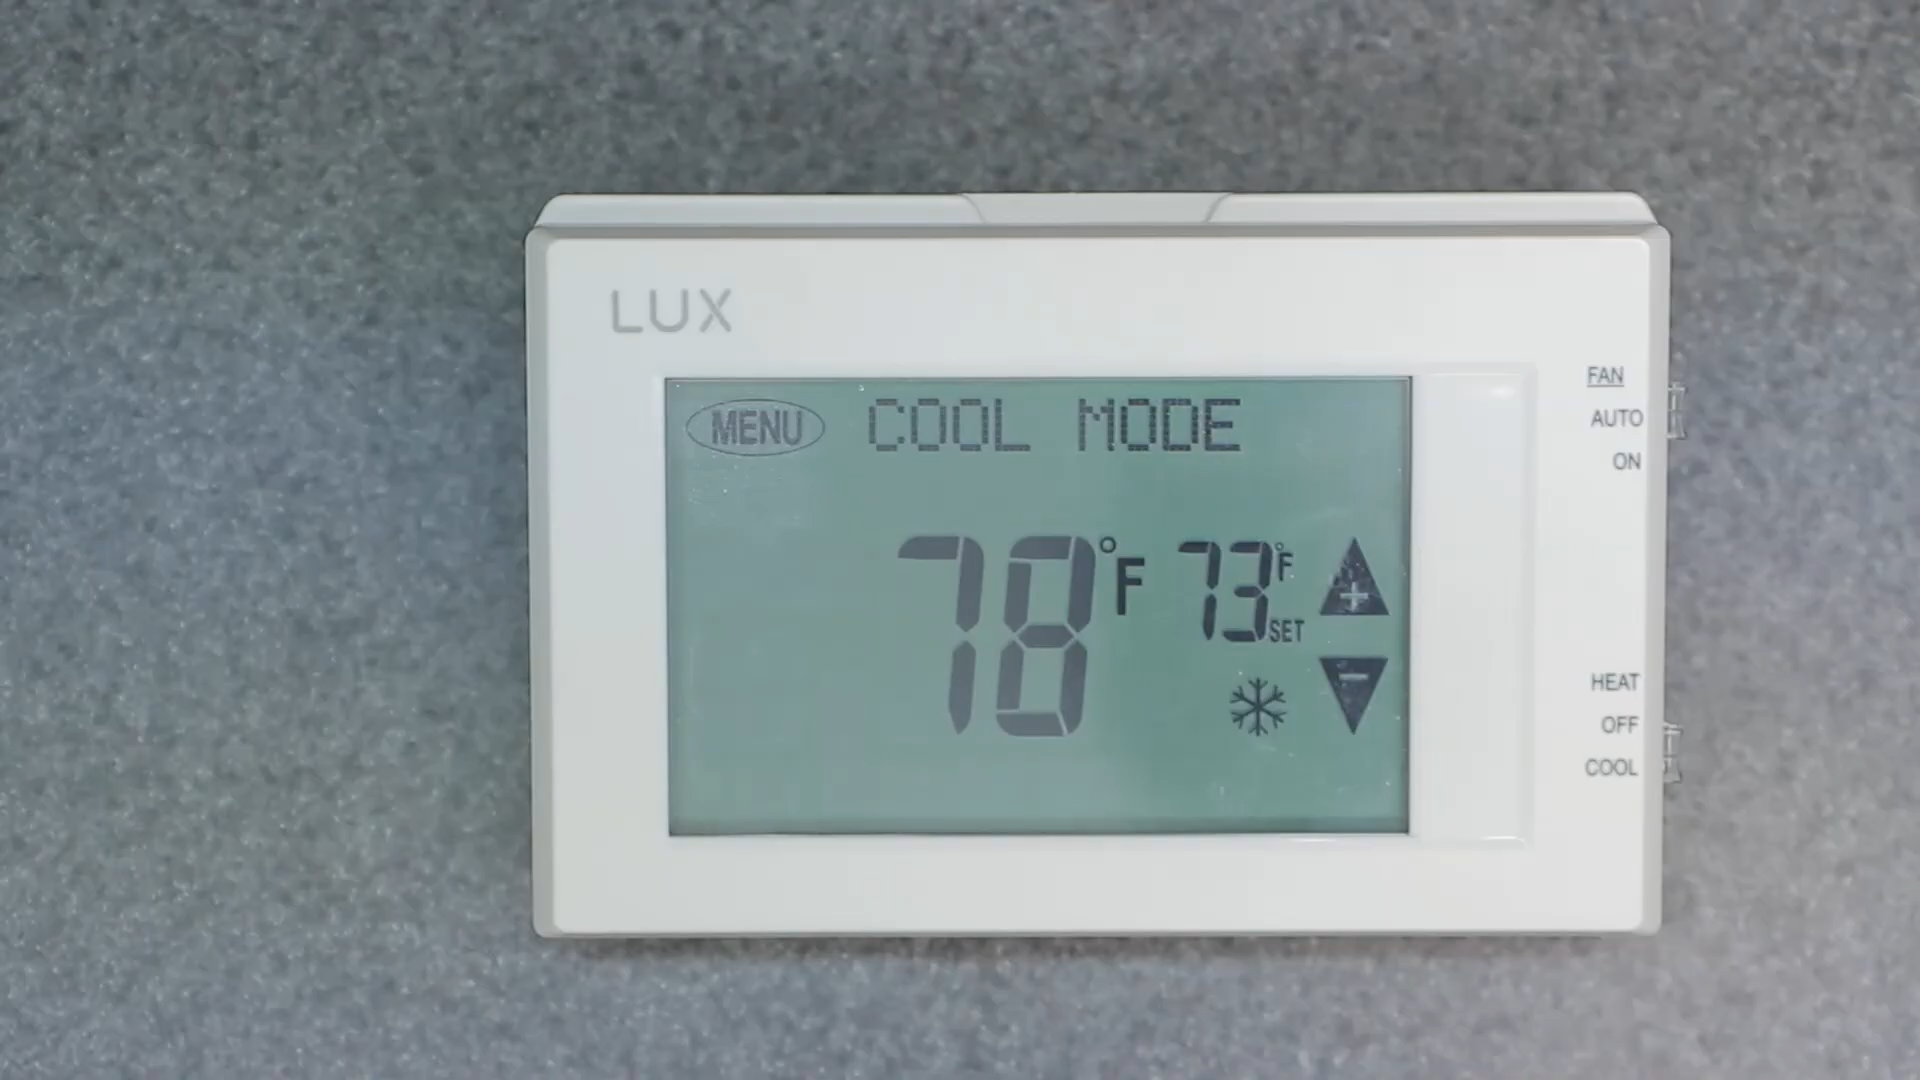 LUX
MENU COOL MODE
78°F 73°F SET
+
-
FAN
AUTO
ON
HEAT
OFF
COOL